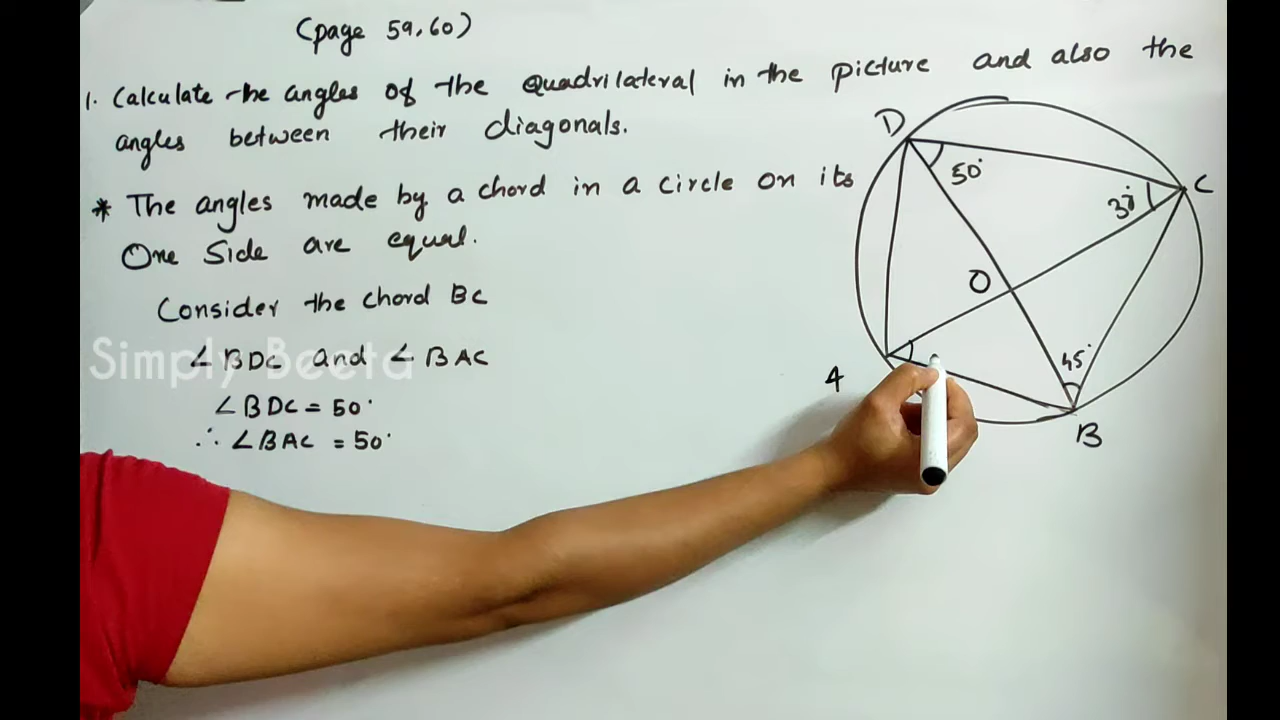 (page 59,60)
1. Calculate the angles of the quadrilateral in the picture and also the
angles between their diagonals.
* The angles made by a chord in a circle on its
One Side are equal.
Consider the chord BC
∠BDC and ∠BAC
Simply Beeta
∠BDC = 50°
∴ ∠BAC = 50°
D
50°
C
30°
O
45°
A
B